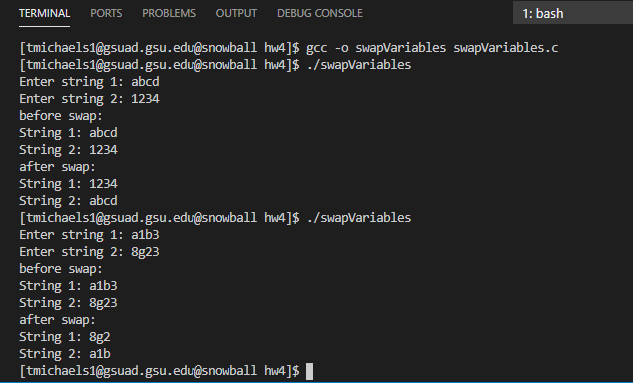 TERMINAL PORTS PROBLEMS OUTPUT DEBUG CONSOLE 1: bash
[tmichaels1@gsuad.gsu.edu@snowball hw4]$ gcc -o swapVariables swapVariables.c
[tmichaels1@gsuad.gsu.edu@snowball hw4]$ ./swapVariables
Enter string 1: abcd
Enter string 2: 1234
before swap:
String 1: abcd
String 2: 1234
after swap:
String 1: 1234
String 2: abcd
[tmichaels1@gsuad.gsu.edu@snowball hw4]$ ./swapVariables
Enter string 1: a1b3
Enter string 2: 8g23
before swap:
String 1: a1b3
String 2: 8g23
after swap:
String 1: 8g2
String 2: a1b
[tmichaels1@gsuad.gsu.edu@snowball hw4]$